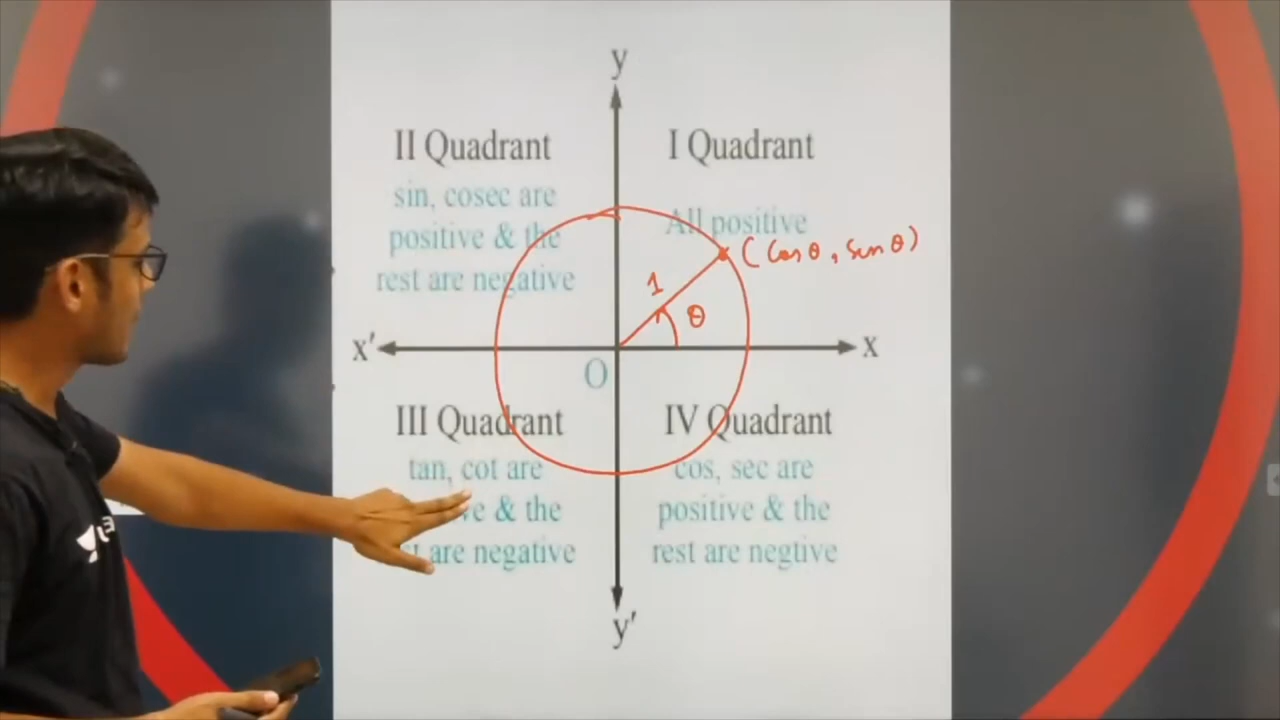 y
II Quadrant
sin, cosec are
positive & the
rest are negative
I Quadrant
All positive
(cos θ, sin θ)
1
θ
x'
x
O
III Quadrant
tan, cot are
& the
are negative
IV Quadrant
cos, sec are
positive & the
rest are negtive
y'